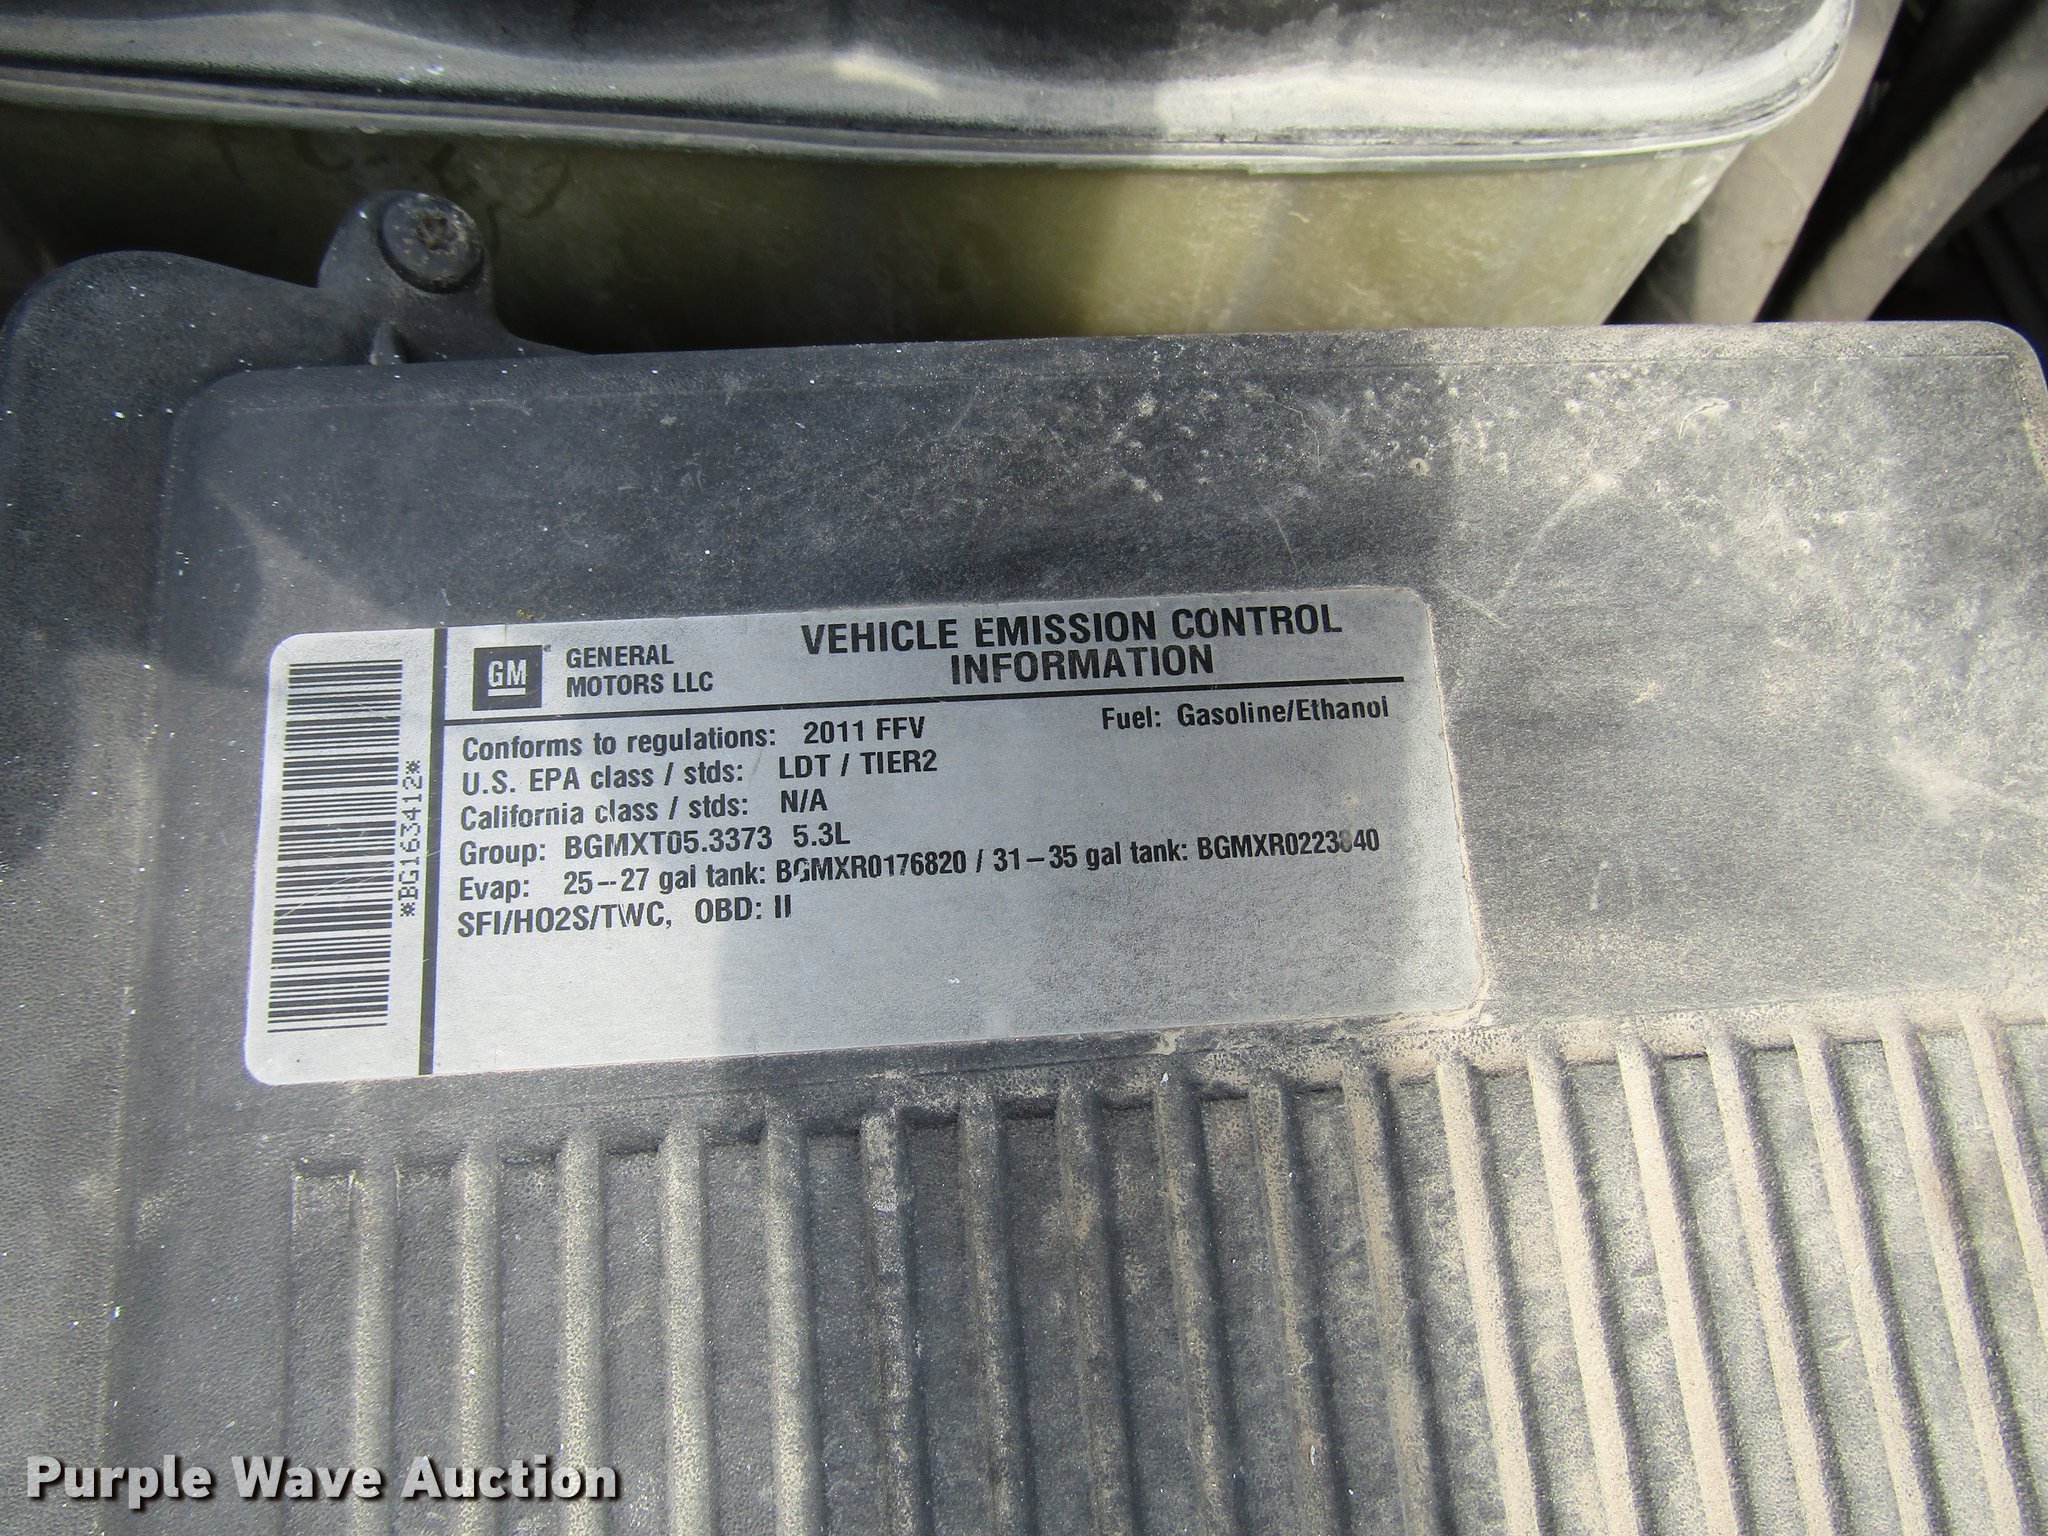 GM
GENERAL
MOTORS LLC
VEHICLE EMISSION CONTROL
INFORMATION
Conforms to regulations: 2011 FFV
Fuel: Gasoline/Ethanol
U.S. EPA class / stds: LDT / TIER2
California class / stds: N/A
Group: BGMXT05.3373 5.3L
Evap: 25--27 gal tank: BGMXR0176820 / 31–35 gal tank: BGMXR0223840
SFI/HO2S/TWC, OBD: II
*BG163412*
Purple Wave Auction